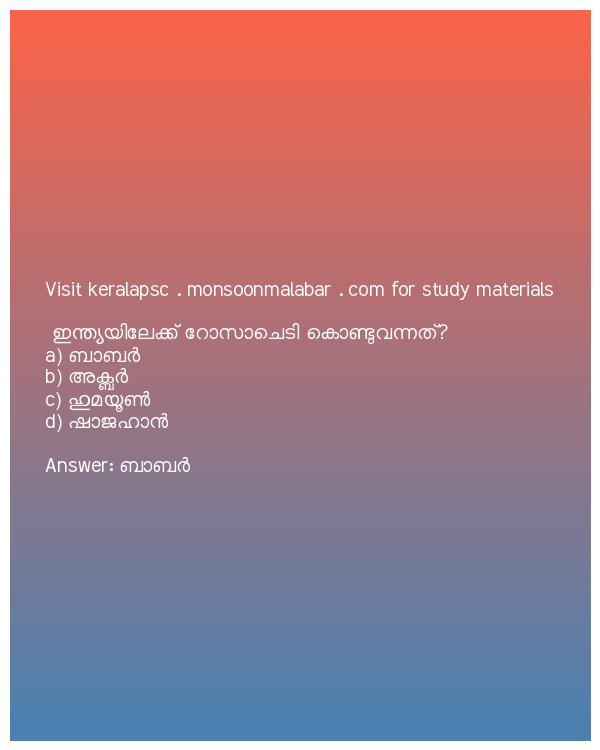 Visit keralapsc . monsoonmalabar . com for study materials
ഇന്ത്യയിലേക്ക് റോസാചെടി കൊണ്ടുവന്നത്?
a) ബാബർ
b) അക്ബർ
c) ഹുമയൂൺ
d) ഷാജഹാൻ
Answer: ബാബർ